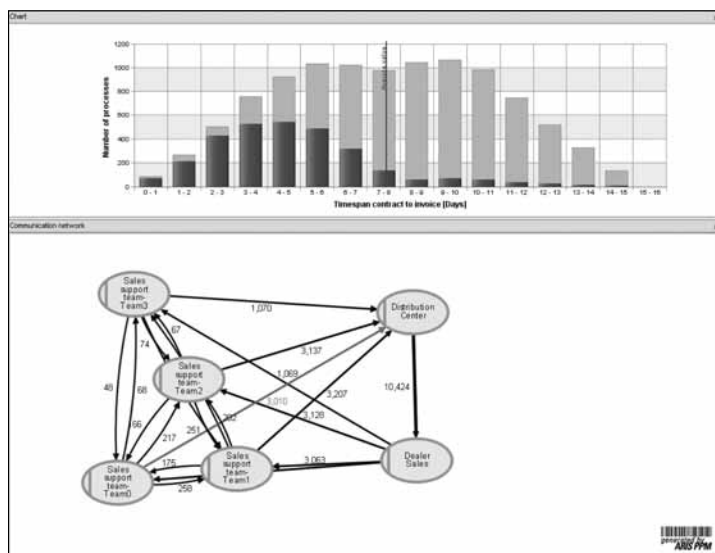 Chart
1200
1000
800
600
400
200
0
Number of processes
0 - 1
1 - 2
2 - 3
3 - 4
4 - 5
5 - 6
6 - 7
7 - 8
8 - 9
9 - 10
10 - 11
11 - 12
12 - 13
13 - 14
14 - 15
15 - 16
Timespan contract to invoice [Days]
Communication network
Sales
support
team-
Team3
Distribution
Center
1,070
67
74
3,137
Sales
support
team-
Team2
1,069
10,424
48
68
3,010
3,207
3,128
66
251
217
175
Sales
support
team-
Team1
3,063
Dealer
Sales
Sales
support
team-
Team0
258
generated by
ARIS PPM